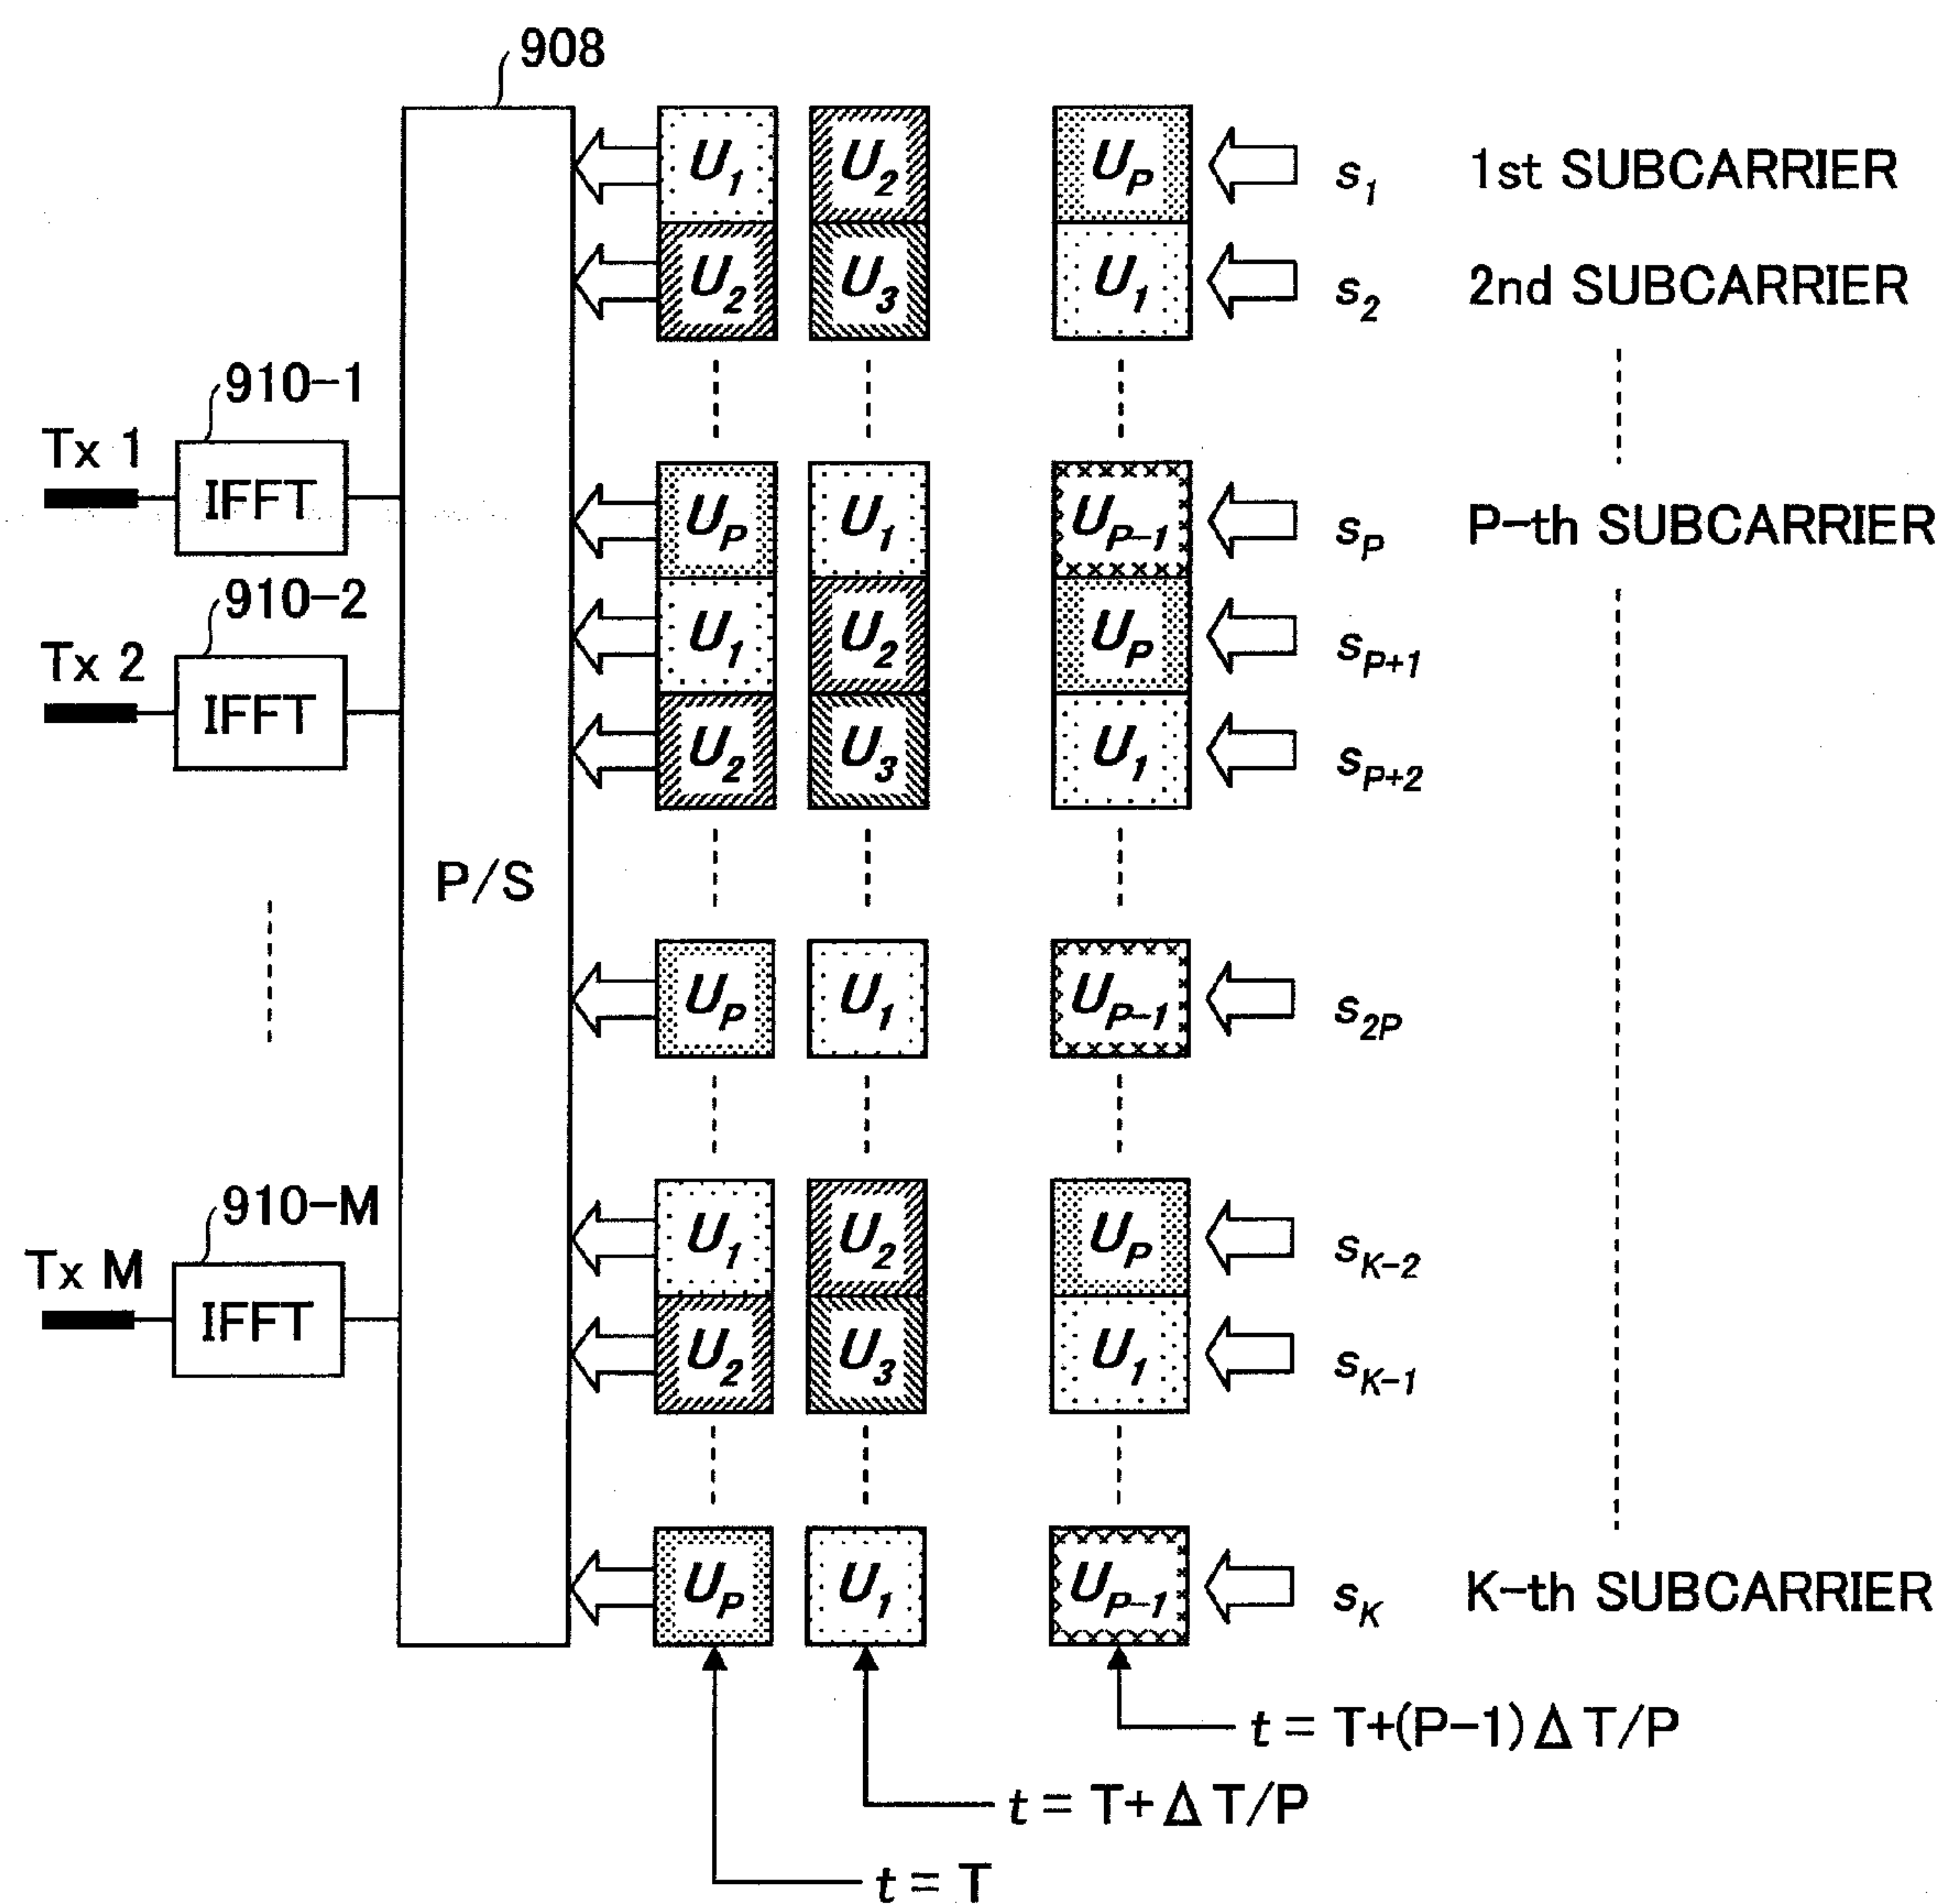 908
U1 U2 UP s1 1st SUBCARRIER
U2 U3 U1 s2 2nd SUBCARRIER
910-1
Tx 1 IFFT UP U1 UP-1 sP P-th SUBCARRIER
910-2
U1 U2 UP sP+1
Tx 2 IFFT U2 U3 U1 sP+2
P/S
UP U1 UP-1 s2P
910-M
U1 U2 UP sK-2
Tx M IFFT U2 U3 U1 sK-1
UP U1 UP-1 sK K-th SUBCARRIER
t = T+(P-1)ΔT/P
t = T+ΔT/P
t = T